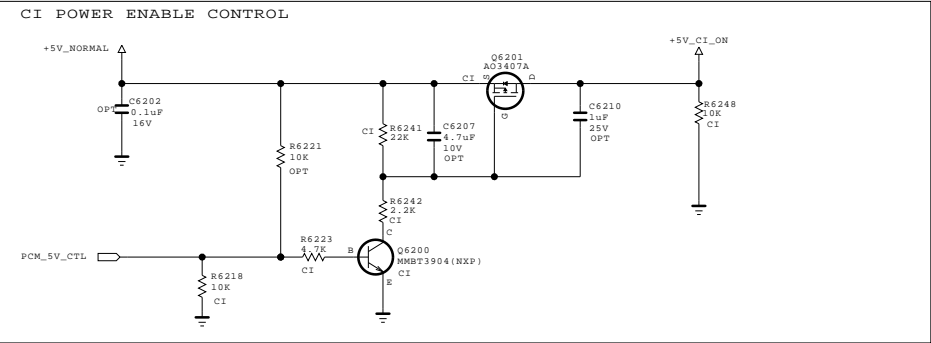 CI POWER ENABLE CONTROL
+5V_NORMAL
+5V_CI_ON
Q6201
AO3407A
CI
S
D
G
OPT
C6202
0.1uF
16V
R6221
10K
OPT
CI
R6241
22K
C6207
4.7uF
10V
OPT
C6210
1uF
25V
OPT
R6248
10K
CI
R6242
2.2K
CI
C
PCM_5V_CTL
R6223
4.7K
CI
B
Q6200
MMBT3904(NXP)
CI
E
R6218
10K
CI